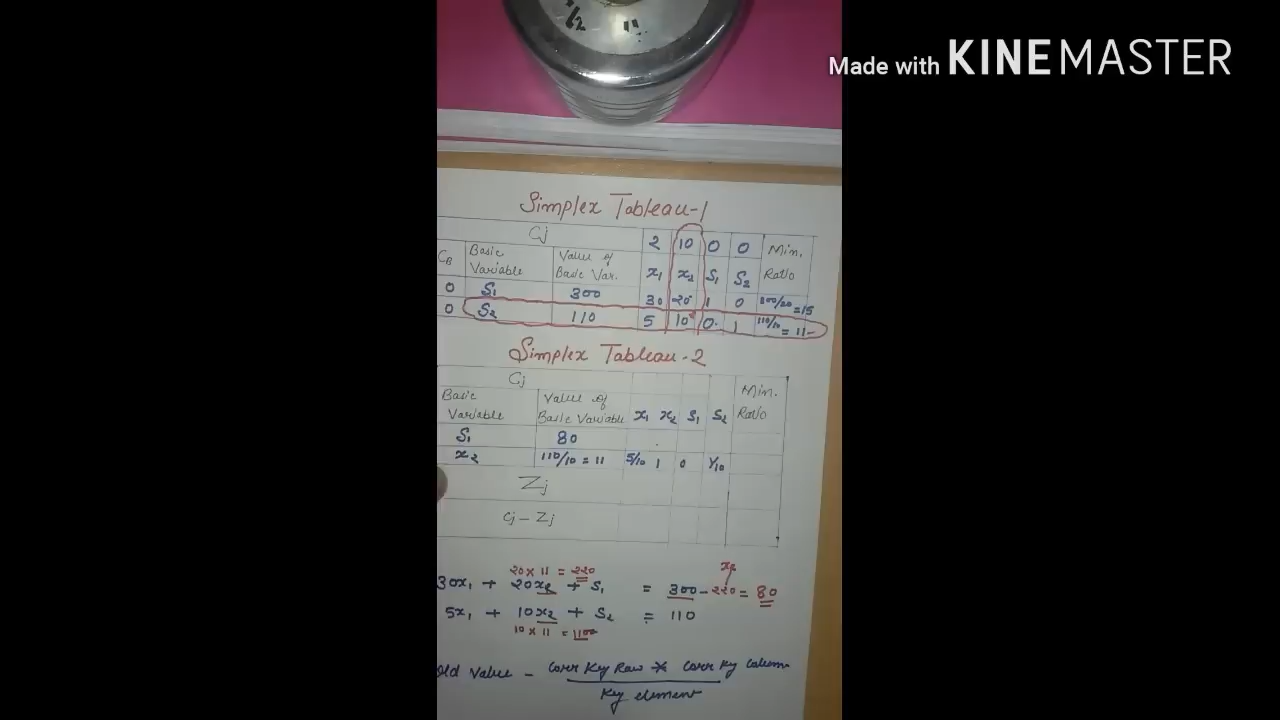 Made with KINEMASTER
Simplex Tableau-1
Cj 2 10 0 0 Min. Ratio
CB Basic Variable Value of Basic Var. x1 x2 S1 S2
0 S1 300 30 20 1 0 300/20 = 15
0 S2 110 5 10 0 1 110/10 = 11
Simplex Tableau-2
Cj Min. Ratio
Basic Variable Value of Basic Variable x1 x2 S1 S2
S1 80
x2 110/10 = 11 5/10 1 0 1/10
Zj
Cj - Zj
20 x 11 = 220
30x1 + 20x2 + S1 = 300 - 220 = 80
5x1 + 10x2 + S2 = 110
10 x 11 = 110
Old Value - Corr Key Raw * Corr Ky Column
Key element